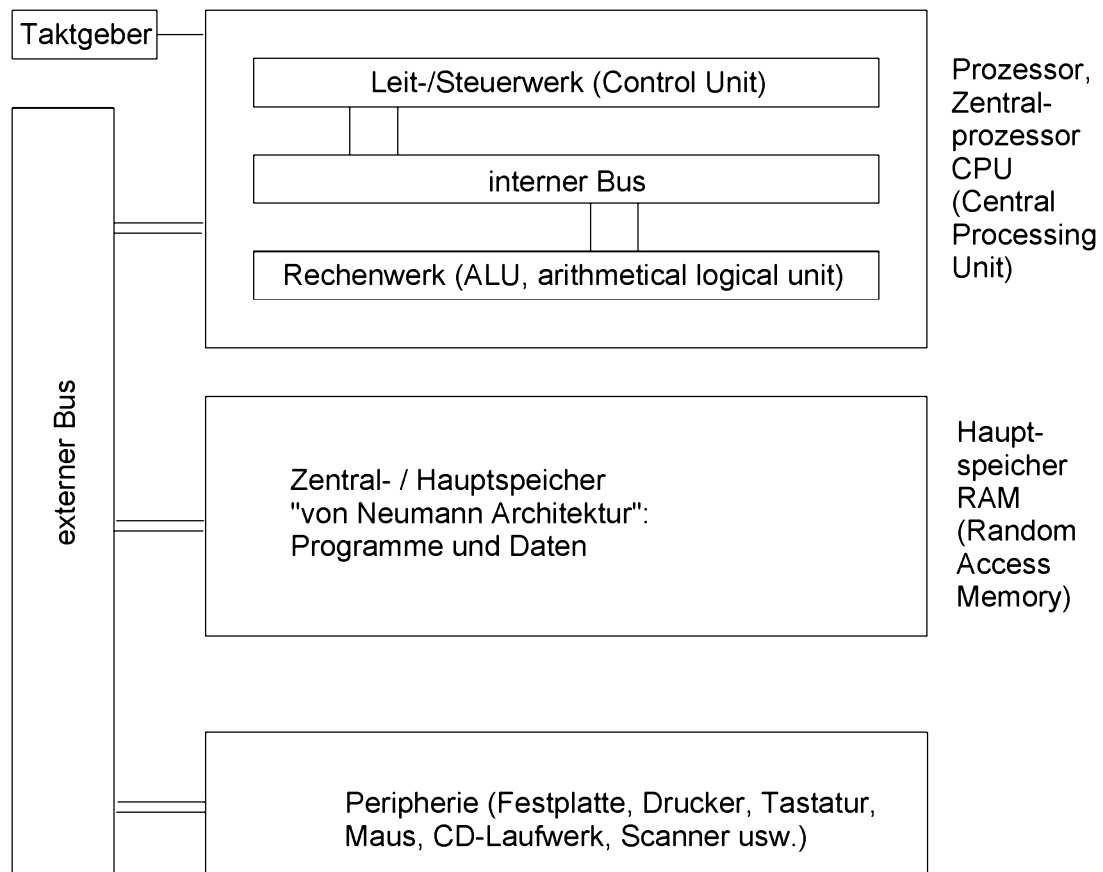 Taktgeber
Leit-/Steuerwerk (Control Unit)
interner Bus
Rechenwerk (ALU, arithmetical logical unit)
Prozessor,
Zentral-
prozessor
CPU
(Central
Processing
Unit)
externer Bus
Zentral- / Hauptspeicher
"von Neumann Architektur":
Programme und Daten
Haupt-
speicher
RAM
(Random
Access
Memory)
Peripherie (Festplatte, Drucker, Tastatur,
Maus, CD-Laufwerk, Scanner usw.)